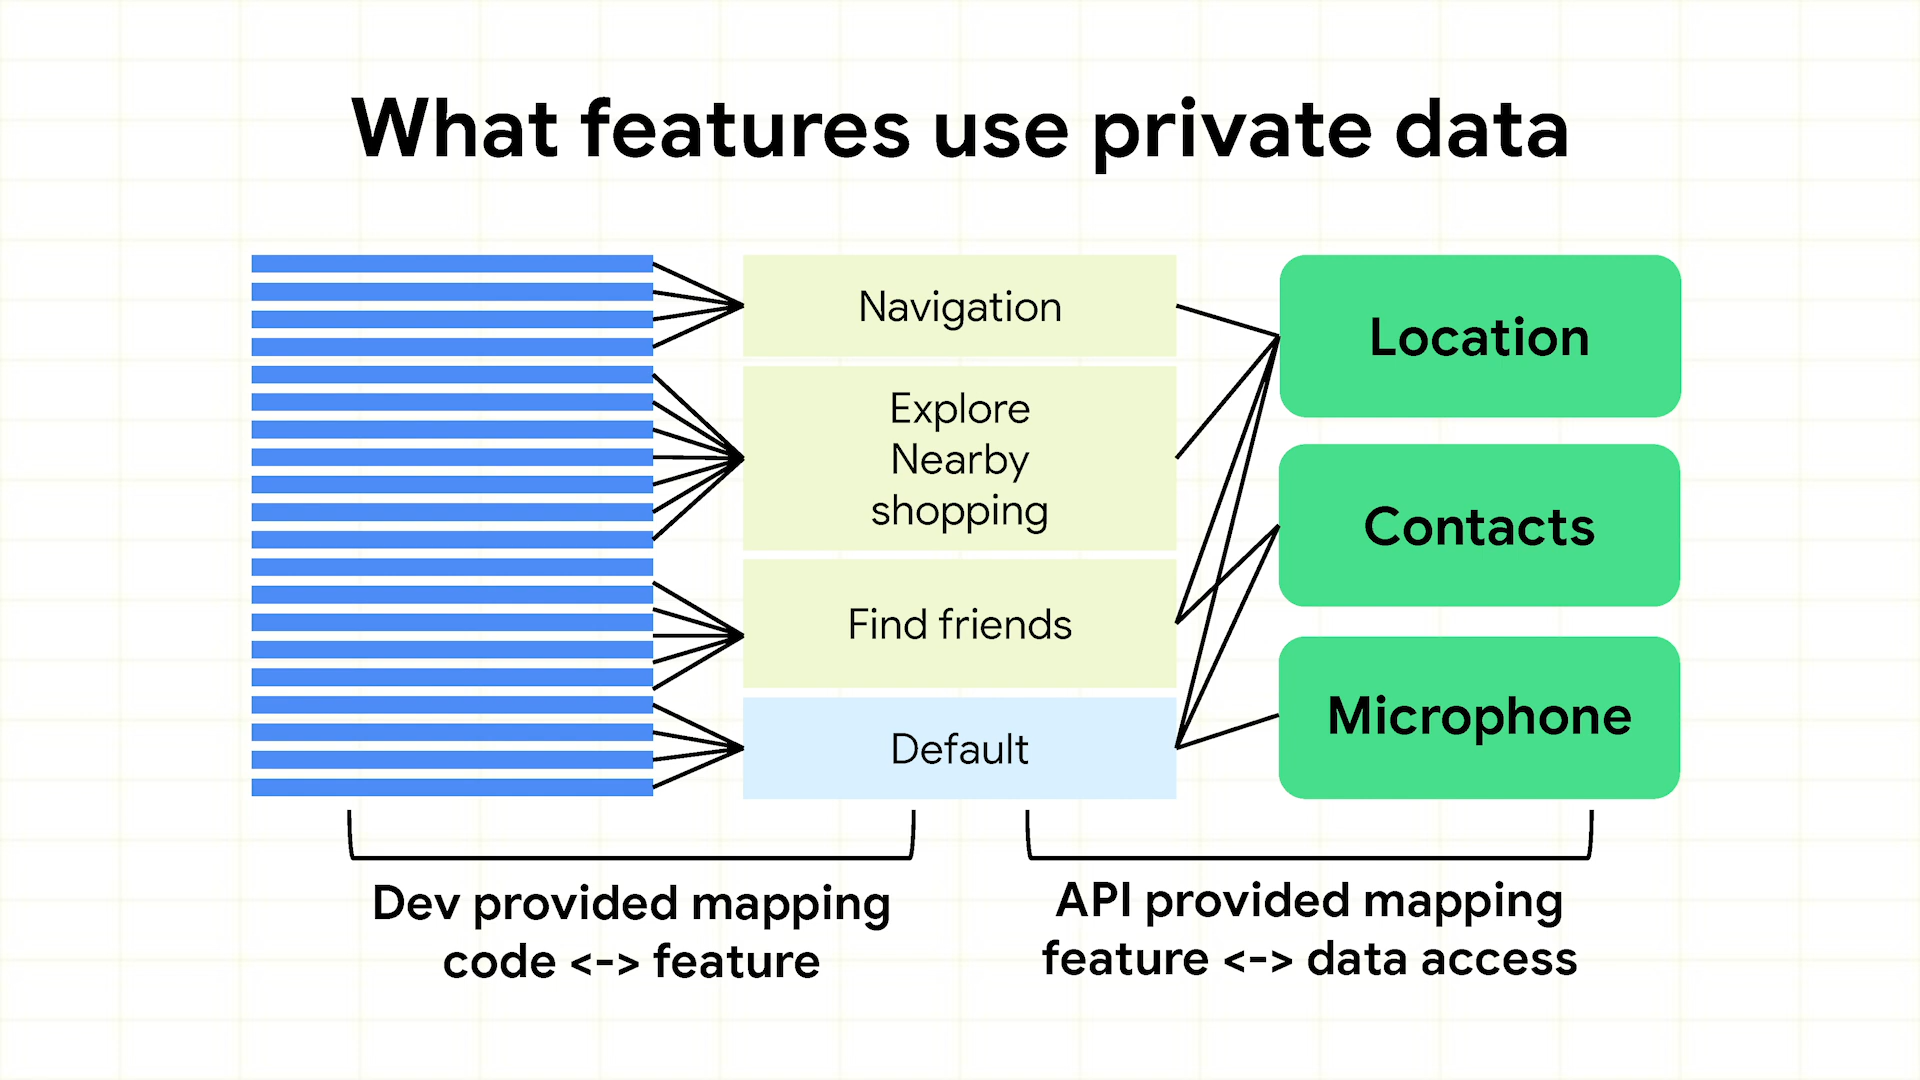 What features use private data
Navigation
Explore
Nearby
shopping
Find friends
Default
Location
Contacts
Microphone
Dev provided mapping
code <-> feature
API provided mapping
feature <-> data access